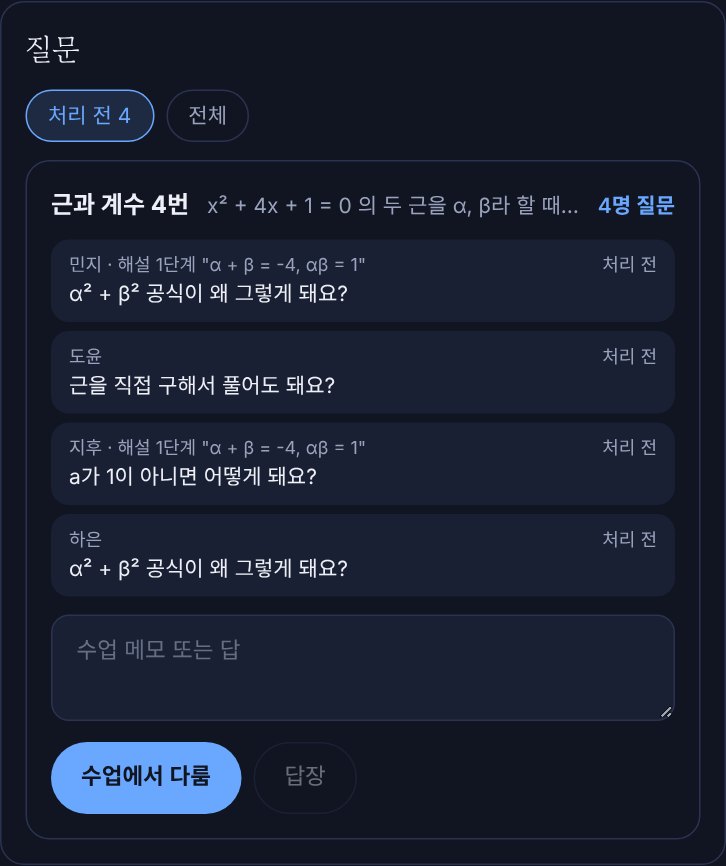 질문
처리 전 4
전체
근과 계수 4번 x² + 4x + 1 = 0 의 두 근을 α, β라 할 때... 4명 질문
민지 · 해설 1단계 "α + β = -4, αβ = 1" 처리 전
α² + β² 공식이 왜 그렇게 돼요?
도윤 처리 전
근을 직접 구해서 풀어도 돼요?
지후 · 해설 1단계 "α + β = -4, αβ = 1" 처리 전
a가 1이 아니면 어떻게 돼요?
하은 처리 전
α² + β² 공식이 왜 그렇게 돼요?
수업 메모 또는 답
수업에서 다룸
답장